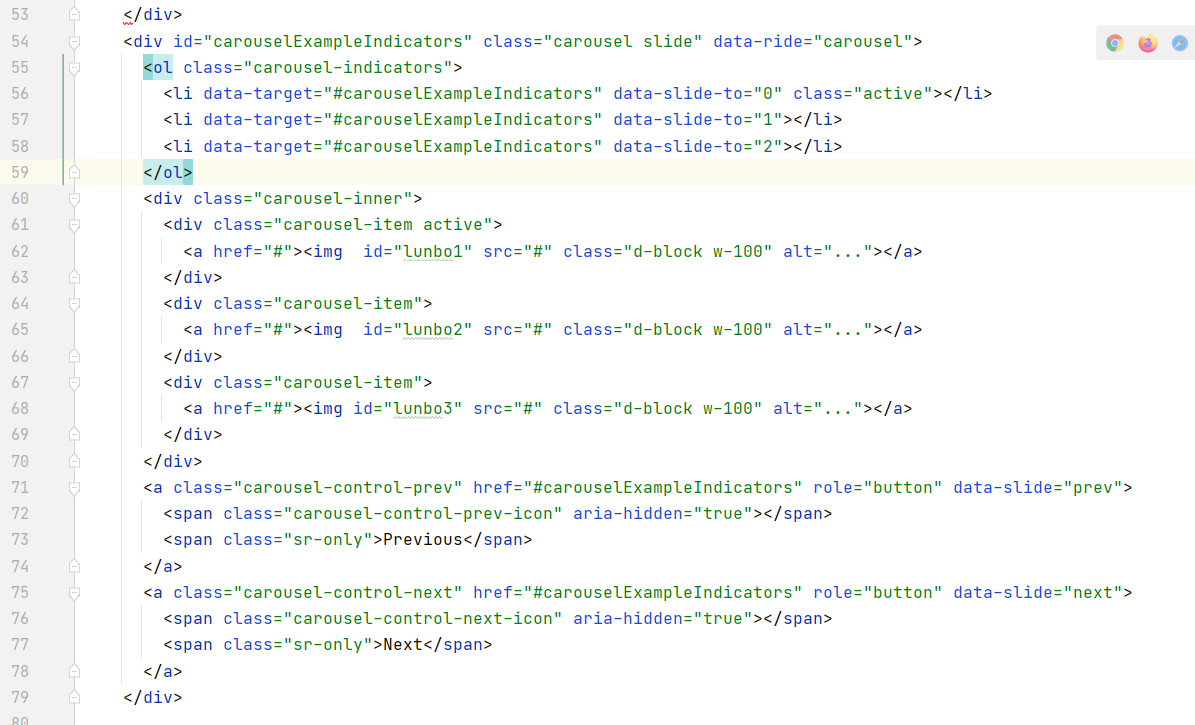 53 </div>
54 <div id="carouselExampleIndicators" class="carousel slide" data-ride="carousel">
55 <ol class="carousel-indicators">
56 <li data-target="#carouselExampleIndicators" data-slide-to="0" class="active"></li>
57 <li data-target="#carouselExampleIndicators" data-slide-to="1"></li>
58 <li data-target="#carouselExampleIndicators" data-slide-to="2"></li>
59 </ol>
60 <div class="carousel-inner">
61 <div class="carousel-item active">
62 <a href="#"><img  id="lunbo1" src="#" class="d-block w-100" alt="..."></a>
63 </div>
64 <div class="carousel-item">
65 <a href="#"><img  id="lunbo2" src="#" class="d-block w-100" alt="..."></a>
66 </div>
67 <div class="carousel-item">
68 <a href="#"><img id="lunbo3" src="#" class="d-block w-100" alt="..."></a>
69 </div>
70 </div>
71 <a class="carousel-control-prev" href="#carouselExampleIndicators" role="button" data-slide="prev">
72 <span class="carousel-control-prev-icon" aria-hidden="true"></span>
73 <span class="sr-only">Previous</span>
74 </a>
75 <a class="carousel-control-next" href="#carouselExampleIndicators" role="button" data-slide="next">
76 <span class="carousel-control-next-icon" aria-hidden="true"></span>
77 <span class="sr-only">Next</span>
78 </a>
79 </div>
80